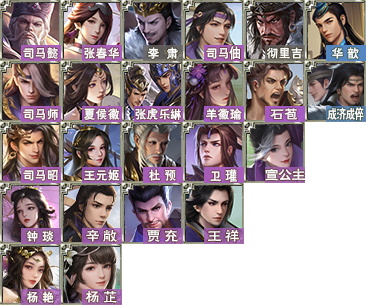 司马懿 张春华 李肃 司马伷 彻里吉 华歆
司马师 夏侯徽 张虎乐綝 羊徽瑜 石苞 成济成倅
司马昭 王元姬 杜预 卫瓘 宣公主
钟琰 辛敞 贾充 王祥
杨艳 杨芷